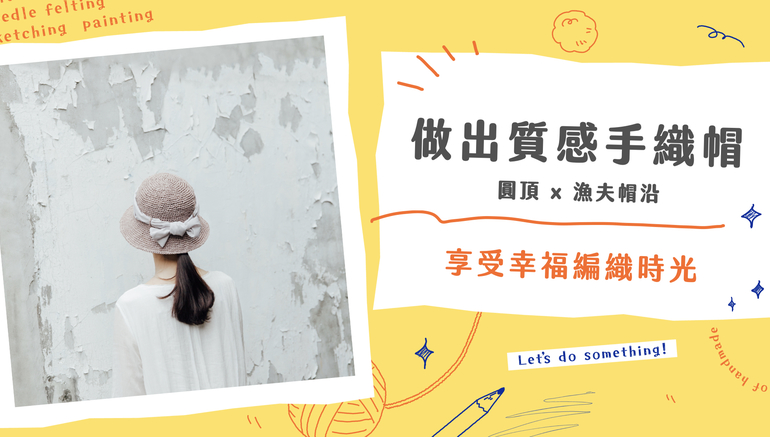 edle felting
ketching painting
做出質感手織帽
圓頂 x 漁夫帽沿
享受幸福編織時光
Let's do something!
of handmade